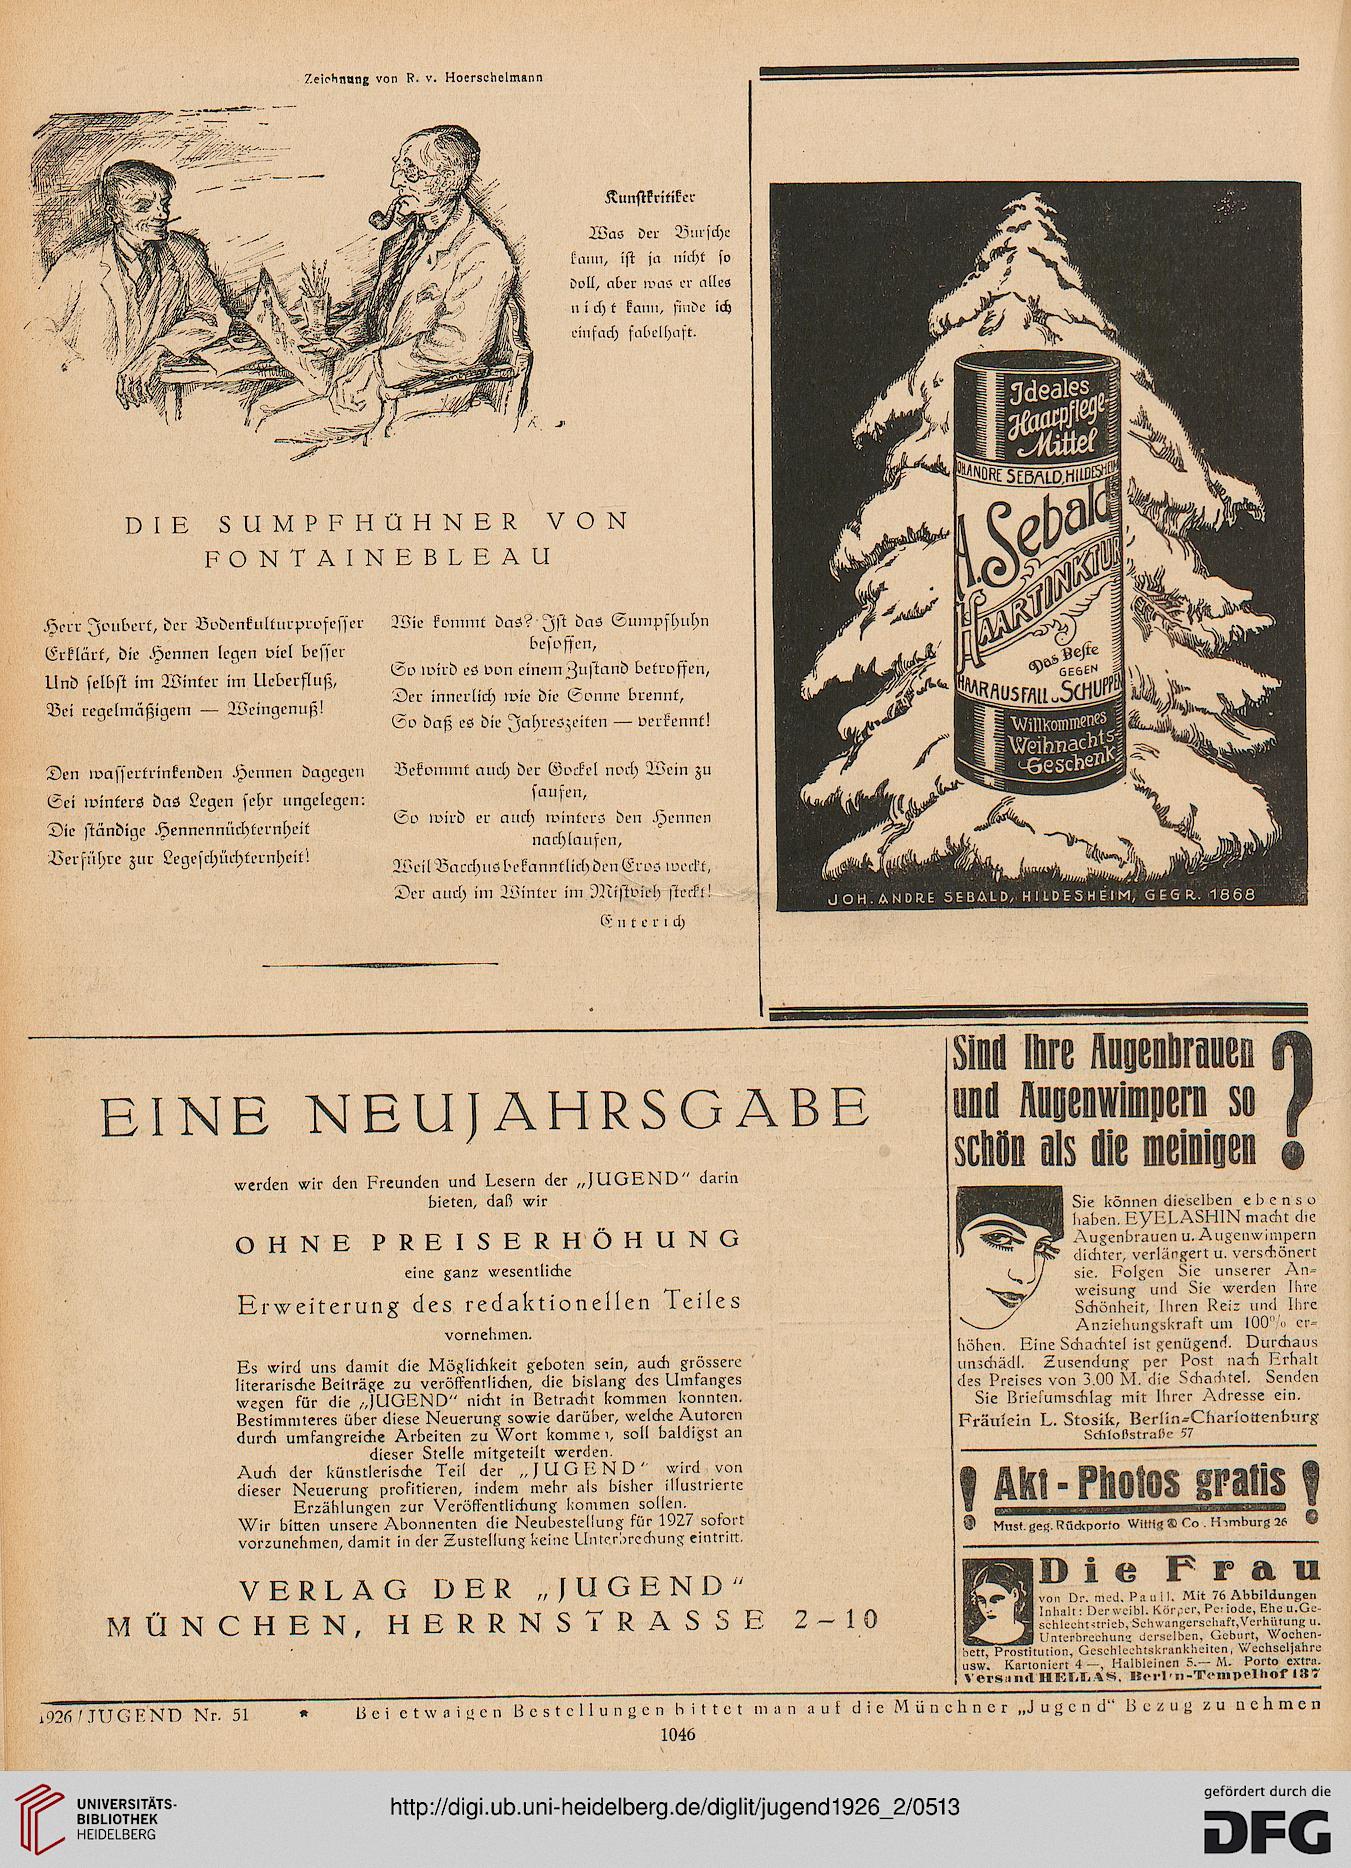 Zeichnung von R. v. Hoerschelmann
Kunstkritiker
Was der Bursche
kann, ist ja nicht so
doll, aber was er alles
nicht kann, finde ich
einfach fabelhaft.
DIE SUMPFHÜHNER VON
FONTAINEBLEAU
Herr Joubert, der Bodenkulturprofesser
Erklärt, die Hennen legen viel besser
Und selbst im Winter im Ueberfluß,
Bei regelmäßigem — Weingenuß!
Den wassertrinkenden Hennen dagegen
Sei winters das Legen sehr ungelegen:
Die ständige Hennennüchternheit
Verführe zur Legeschüchternheit!
Wie kommt das? Ist das Sumpfhuhn
besoffen,
So wird es von einem Zustand betroffen,
Der innerlich wie die Sonne brennt,
So daß es die Jahreszeiten — verkennt!
Bekommt auch der Gockel noch Wein zu
saufen,
So wird er auch winters den Hennen
nachlaufen,
Weil Bacchus bekanntlich den Eros weckt,
Der auch im Winter im Mistvieh steckt!
Enterich
Ideales
Haarpflege-
Mittel
JOH.ANDRE SEBALD, HILDESHEIM
A. Sebald
HAARTINKTUR
Das Beste
GEGEN
HAARAUSFALL u. SCHUPPEN
Willkommenes
Weihnachts-
Geschenk
JOH. ANDRE SEBALD, HILDESHEIM, GEGR. 1868
EINE NEUJAHRSGABE
werden wir den Freunden und Lesern der „JUGEND" darin
bieten, daß wir
OHNE PREISERHÖHUNG
eine ganz wesentliche
Erweiterung des redaktionellen Teiles
vornehmen.
Es wird uns damit die Möglichkeit geboten sein, auch grössere
literarische Beiträge zu veröffentlichen, die bislang des Umfanges
wegen für die „JUGEND" nicht in Betracht kommen konnten.
Bestimmteres über diese Neuerung sowie darüber, welche Autoren
durch umfangreiche Arbeiten zu Wort kommen, soll baldigst an
dieser Stelle mitgeteilt werden.
Auch der künstlerische Teil der „JUGEND" wird von
dieser Neuerung profitieren, indem mehr als bisher illustrierte
Erzählungen zur Veröffentlichung kommen sollen.
Wir bitten unsere Abonnenten die Neubestellung für 1927 sofort
vorzunehmen, damit in der Zustellung keine Unterbrechung eintritt.
VERLAG DER „JUGEND"
MÜNCHEN, HERRNSTRASSE 2–10
Sind Ihre Augenbrauen
und Augenwimpern so
schön als die meinigen ?
Sie können dieselben ebenso
haben. EYELASHIN macht die
Augenbrauen u. Augenwimpern
dichter, verlängert u. verschönert
sie. Folgen Sie unserer An-
weisung und Sie werden Ihre
Schönheit, Ihren Reiz und Ihre
Anziehungskraft um 100% er-
höhen. Eine Schachtel ist genügend. Durchaus
unschädl. Zusendung per Post nach Erhalt
des Preises von 3.00 M. die Schachtel. Senden
Sie Briefumschlag mit Ihrer Adresse ein.
Fräulein L. Stosik, Berlin-Charlottenburg
Schloßstraße 57
! Akt - Photos gratis !
Must. geg. Rückporto Wittig & Co. Hamburg 26
Die Frau
von Dr. med. Paull. Mit 76 Abbildungen
Inhalt: Der weibl. Körper, Periode, Ehe u. Ge-
schlechtstrieb, Schwangerschaft, Verhütung u.
Unterbrechung derselben, Geburt, Wochen-
bett, Prostitution, Geschlechtskrankheiten, Wechseljahre
usw. Kartoniert 4 —, Halbleinen 5.— M. Porto extra.
Versand HELLAS, Berlin-Tempelhof 137
1926 / JUGEND Nr. 51
* Bei etwaigen Bestellungen bittet man auf die Münchner „Jugend“ Bezug zu nehmen
1046
UNIVERSITÄTS-
BIBLIOTHEK
HEIDELBERG
http://digi.ub.uni-heidelberg.de/diglit/jugend1926_2/0513
gefördert durch die
DFG